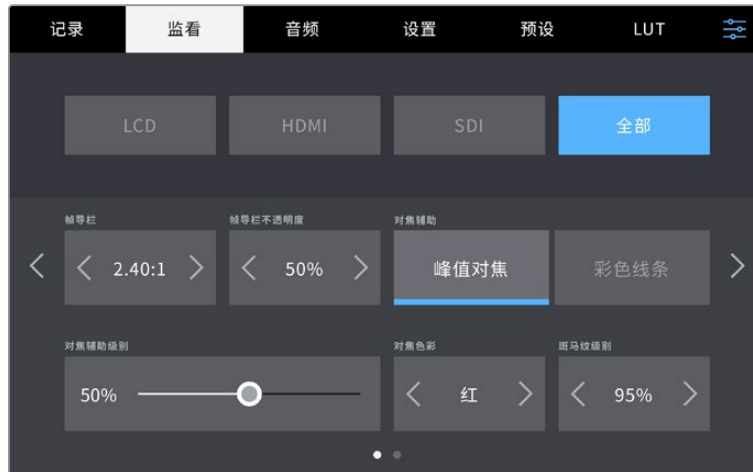 记录 监看 音频 设置 预设 LUT
LCD HDMI SDI 全部
帧导栏 帧导栏不透明度 对焦辅助
2.40:1 50% 峰值对焦 彩色线条
对焦辅助级别 对焦色彩 斑马纹级别
50% 红 95%